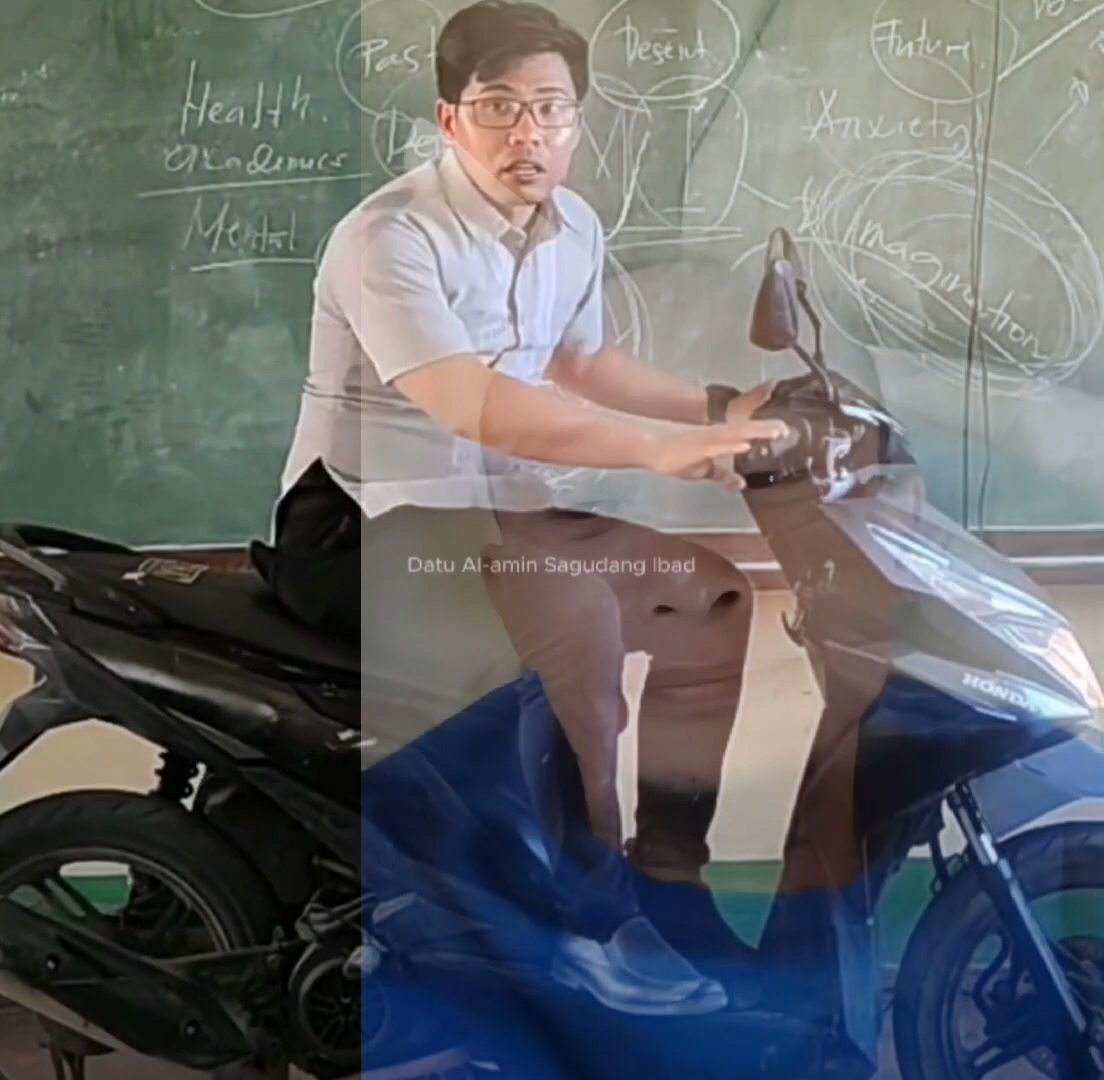 Past
Present.
Future
Health.
Anxiety
Academics
Mental
Imagination
Datu Al-amin Sagudang Ibad
HONDA